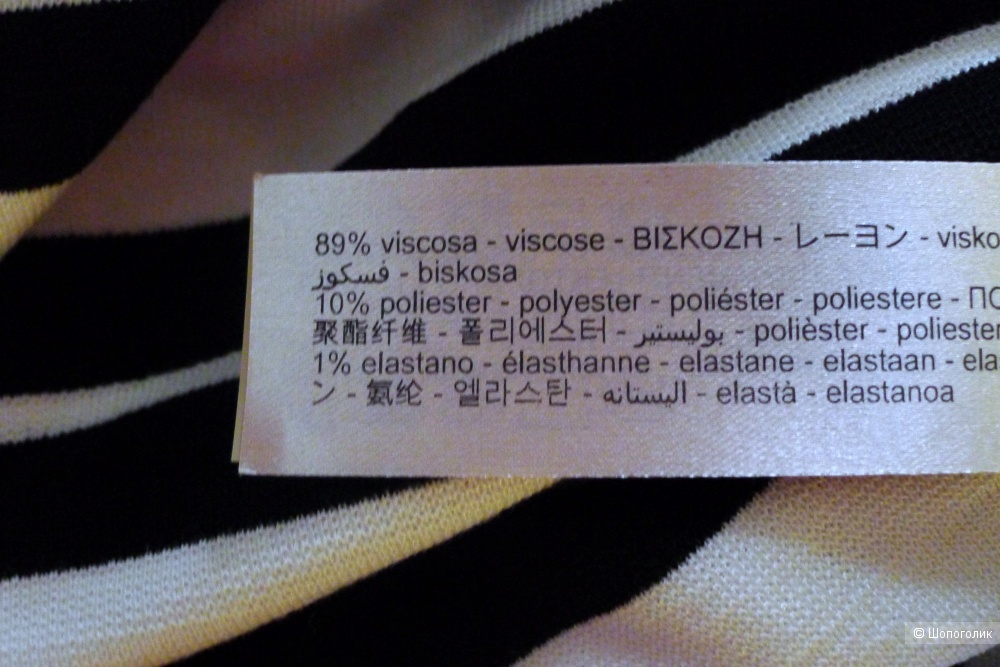 89% viscosa - viscose - ΒΙΣΚΟΖΗ - レーヨン - visko
فسكوز - biskosa
10% poliester - polyester - poliéster - poliestere - ПО
聚酯纤维 - 폴리에스터 - بوليستير - polièster - poliester
1% elastano - élasthanne - elastane - elastaan - ela
ン - 氨纶 - 엘라스탄 - اليستانه - elastà - elastanoa
© Шопоголик